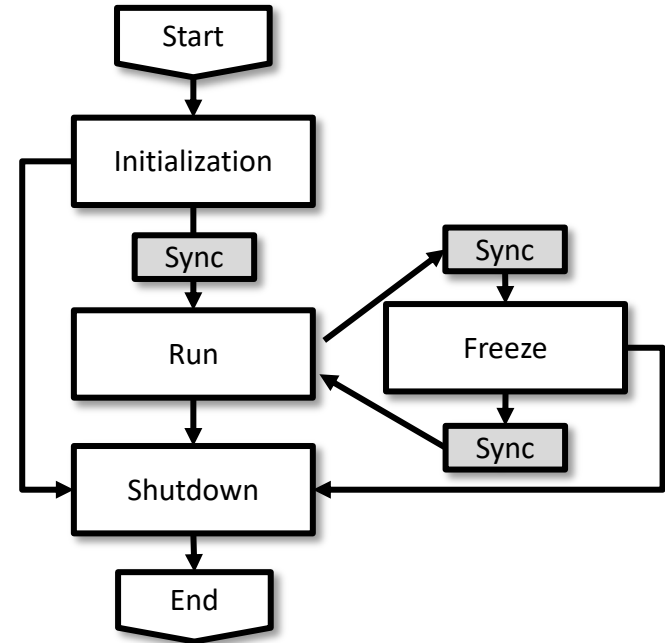 Start
Initialization
Sync
Sync
Run
Freeze
Sync
Shutdown
End